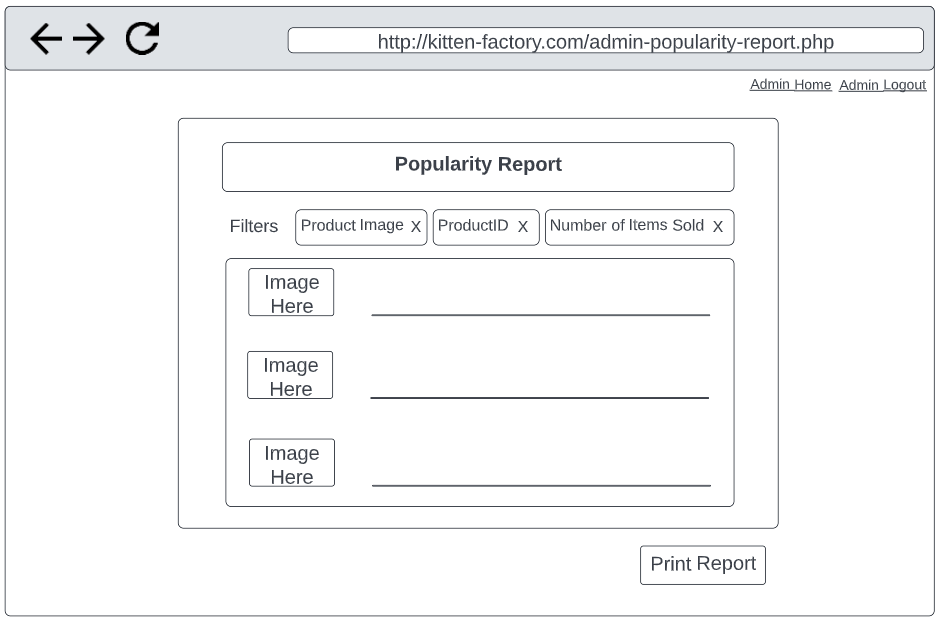 http://kitten-factory.com/admin-popularity-report.php
Admin Home Admin Logout
Popularity Report
Filters Product Image X ProductID X Number of Items Sold X
Image
Here
Image
Here
Image
Here
Print Report